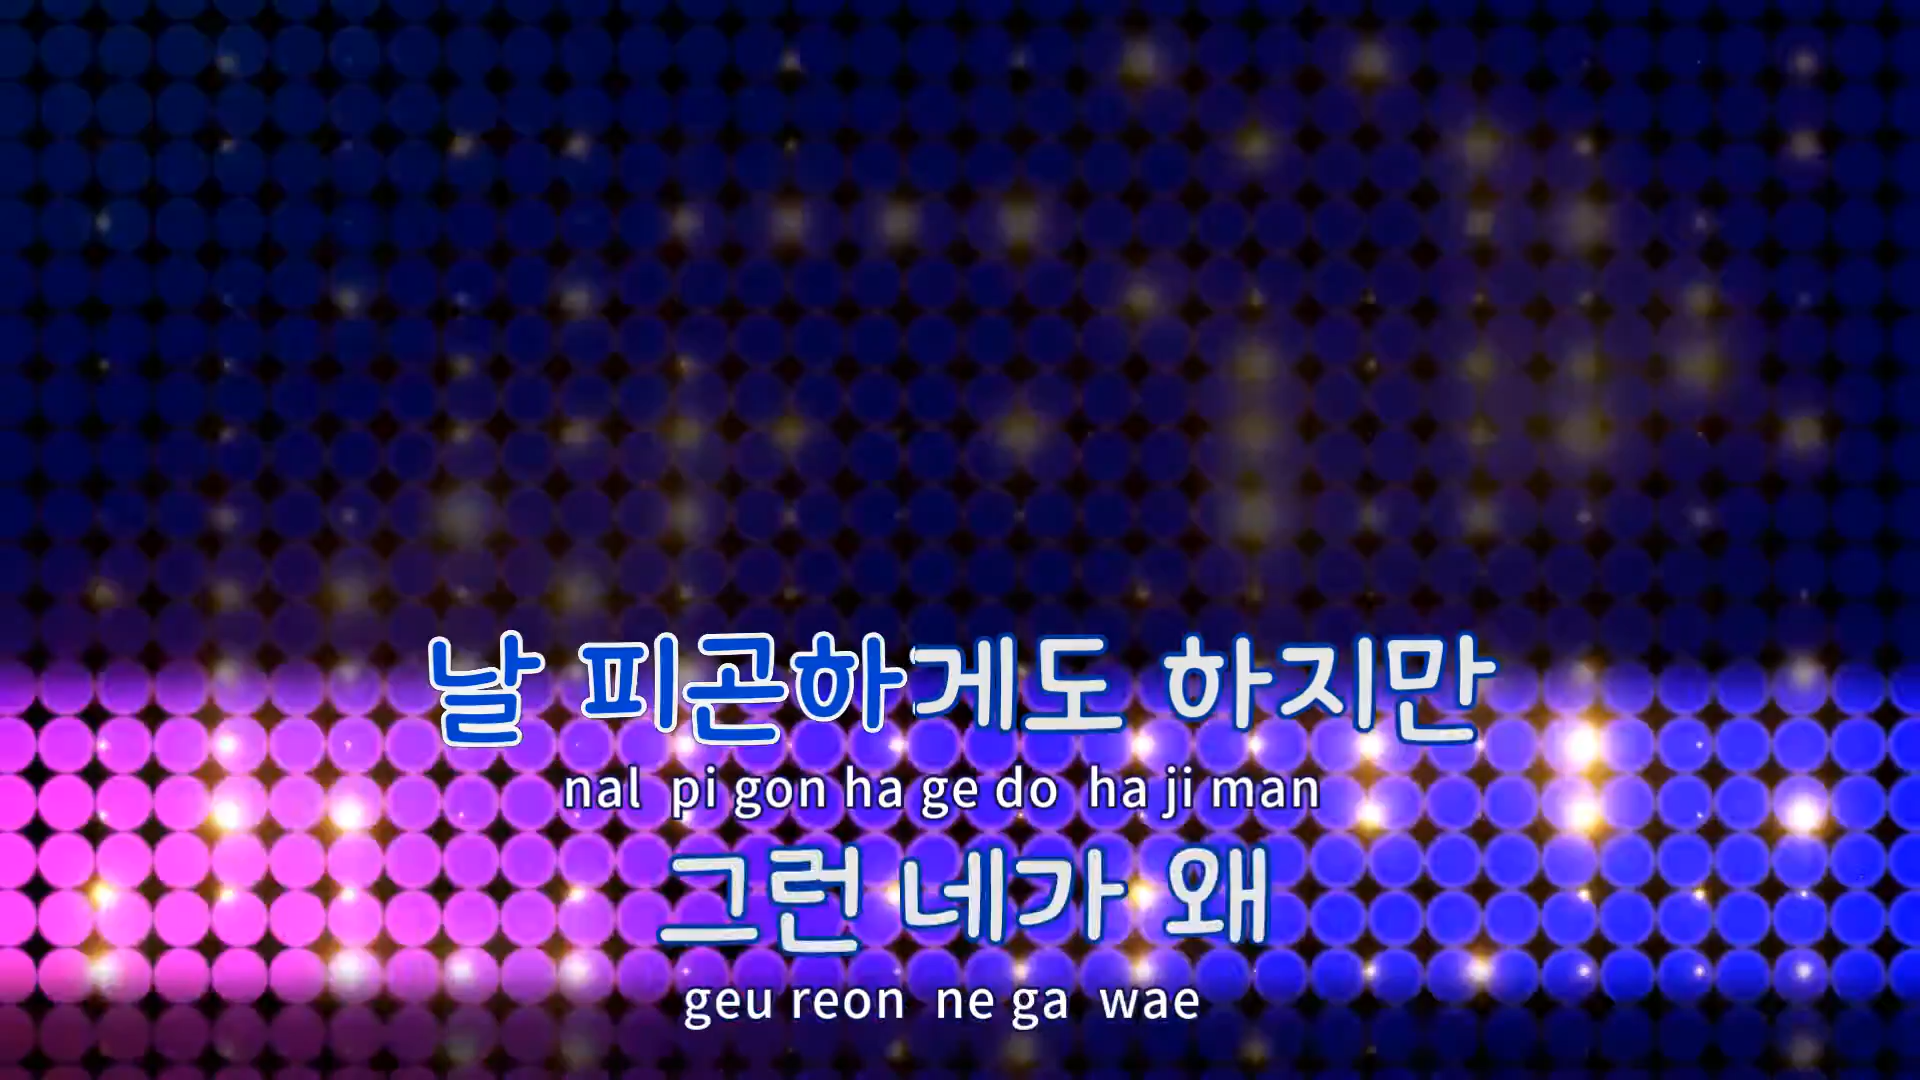 날 피곤하게도 하지만
nal pi gon ha ge do ha ji man
그런 네가 왜
geu reon ne ga wae